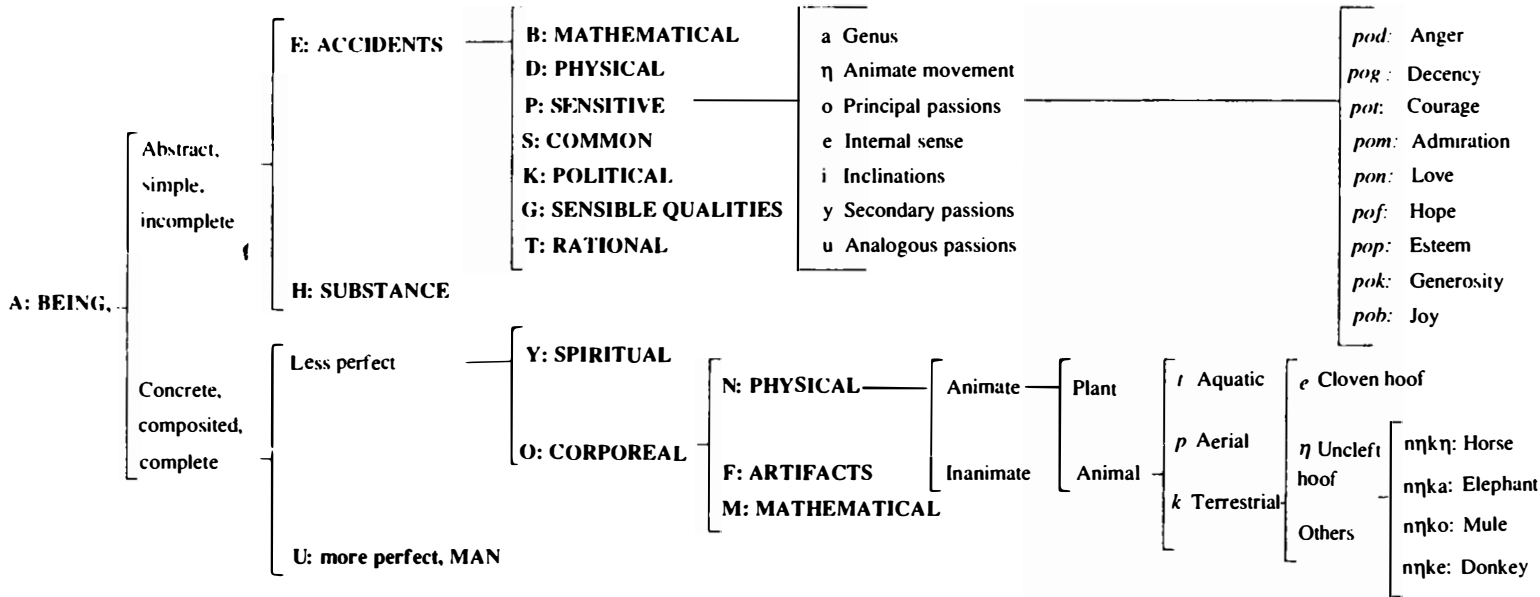 A: BEING,
Abstract,
simple,
incomplete
Concrete,
composited,
complete
E: ACCIDENTS
H: SUBSTANCE
Less perfect
U: more perfect, MAN
B: MATHEMATICAL
D: PHYSICAL
P: SENSITIVE
S: COMMON
K: POLITICAL
G: SENSIBLE QUALITIES
T: RATIONAL
Y: SPIRITUAL
O: CORPOREAL
a Genus
η Animate movement
o Principal passions
e Internal sense
i Inclinations
y Secondary passions
u Analogous passions
pod: Anger
pog: Decency
pot: Courage
pom: Admiration
pon: Love
pof: Hope
pop: Esteem
pok: Generosity
pob: Joy
N: PHYSICAL
F: ARTIFACTS
M: MATHEMATICAL
Animate
Inanimate
Plant
Animal
Aquatic
p Aerial
k Terrestrial
e Cloven hoof
η Uncleft
hoof
Others
nηkη: Horse
nηka: Elephant
nηko: Mule
nηke: Donkey